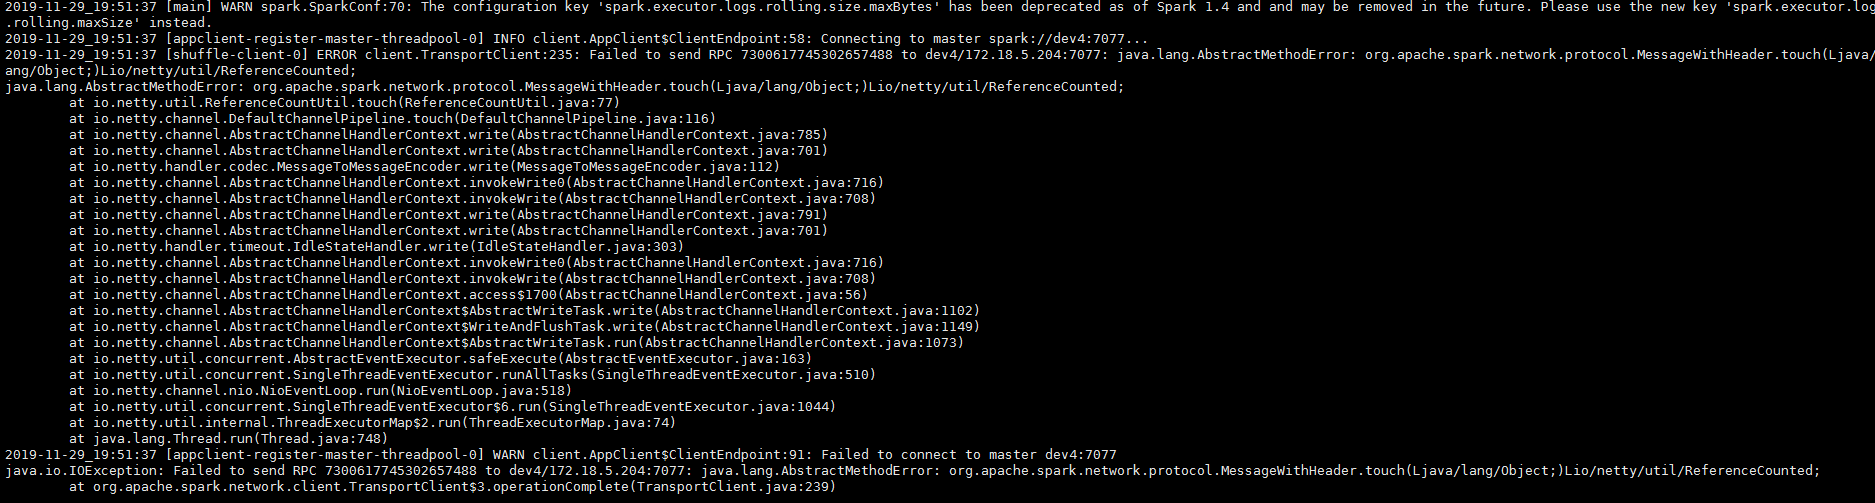 2019-11-29_19:51:37 [main] WARN spark.SparkConf:70: The configuration key 'spark.executor.logs.rolling.size.maxBytes' has been deprecated as of Spark 1.4 and and may be removed in the future. Please use the new key 'spark.executor.log
.rolling.maxSize' instead.
2019-11-29_19:51:37 [appclient-register-master-threadpool-0] INFO client.AppClient$ClientEndpoint:58: Connecting to master spark://dev4:7077...
2019-11-29_19:51:37 [shuffle-client-0] ERROR client.TransportClient:235: Failed to send RPC 7300617745302657488 to dev4/172.18.5.204:7077: java.lang.AbstractMethodError: org.apache.spark.network.protocol.MessageWithHeader.touch(Ljava/
ang/Object;)Lio/netty/util/ReferenceCounted;
java.lang.AbstractMethodError: org.apache.spark.network.protocol.MessageWithHeader.touch(Ljava/lang/Object;)Lio/netty/util/ReferenceCounted;
at io.netty.util.ReferenceCountUtil.touch(ReferenceCountUtil.java:77)
at io.netty.channel.DefaultChannelPipeline.touch(DefaultChannelPipeline.java:116)
at io.netty.channel.AbstractChannelHandlerContext.write(AbstractChannelHandlerContext.java:785)
at io.netty.channel.AbstractChannelHandlerContext.write(AbstractChannelHandlerContext.java:701)
at io.netty.handler.codec.MessageToMessageEncoder.write(MessageToMessageEncoder.java:112)
at io.netty.channel.AbstractChannelHandlerContext.invokeWrite0(AbstractChannelHandlerContext.java:716)
at io.netty.channel.AbstractChannelHandlerContext.invokeWrite(AbstractChannelHandlerContext.java:708)
at io.netty.channel.AbstractChannelHandlerContext.write(AbstractChannelHandlerContext.java:791)
at io.netty.channel.AbstractChannelHandlerContext.write(AbstractChannelHandlerContext.java:701)
at io.netty.handler.timeout.IdleStateHandler.write(IdleStateHandler.java:303)
at io.netty.channel.AbstractChannelHandlerContext.invokeWrite0(AbstractChannelHandlerContext.java:716)
at io.netty.channel.AbstractChannelHandlerContext.invokeWrite(AbstractChannelHandlerContext.java:708)
at io.netty.channel.AbstractChannelHandlerContext.access$1700(AbstractChannelHandlerContext.java:56)
at io.netty.channel.AbstractChannelHandlerContext$AbstractWriteTask.write(AbstractChannelHandlerContext.java:1102)
at io.netty.channel.AbstractChannelHandlerContext$WriteAndFlushTask.write(AbstractChannelHandlerContext.java:1149)
at io.netty.channel.AbstractChannelHandlerContext$AbstractWriteTask.run(AbstractChannelHandlerContext.java:1073)
at io.netty.util.concurrent.AbstractEventExecutor.safeExecute(AbstractEventExecutor.java:163)
at io.netty.util.concurrent.SingleThreadEventExecutor.runAllTasks(SingleThreadEventExecutor.java:510)
at io.netty.channel.nio.NioEventLoop.run(NioEventLoop.java:518)
at io.netty.util.concurrent.SingleThreadEventExecutor$6.run(SingleThreadEventExecutor.java:1044)
at io.netty.util.internal.ThreadExecutorMap$2.run(ThreadExecutorMap.java:74)
at java.lang.Thread.run(Thread.java:748)
2019-11-29_19:51:37 [appclient-register-master-threadpool-0] WARN client.AppClient$ClientEndpoint:91: Failed to connect to master dev4:7077
java.io.IOException: Failed to send RPC 7300617745302657488 to dev4/172.18.5.204:7077: java.lang.AbstractMethodError: org.apache.spark.network.protocol.MessageWithHeader.touch(Ljava/lang/Object;)Lio/netty/util/ReferenceCounted;
at org.apache.spark.network.client.TransportClient$3.operationComplete(TransportClient.java:239)